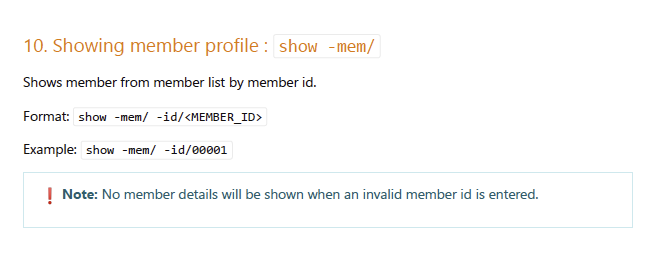 10. Showing member profile : show -mem/
Shows member from member list by member id.
Format: show -mem/ -id/<MEMBER_ID>
Example: show -mem/ -id/00001
❗ Note: No member details will be shown when an invalid member id is entered.